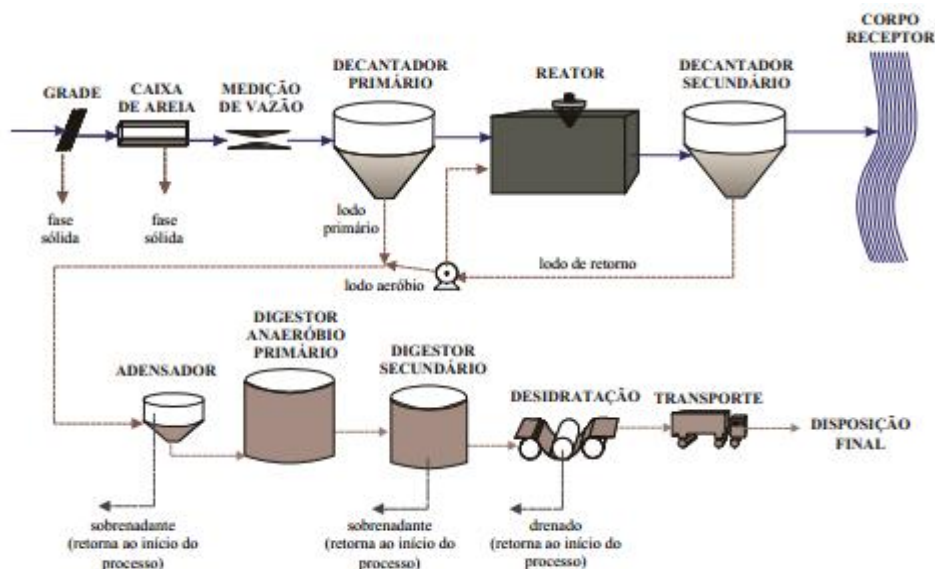 CORPO
RECEPTOR
DECANTADOR
PRIMÁRIO
REATOR
DECANTADOR
SECUNDÁRIO
GRADE
CAIXA
DE AREIA
MEDIÇÃO
DE VAZÃO
fase
sólida
fase
sólida
lodo
primário
lodo de retorno
lodo aeróbio
DIGESTOR
ANAERÓBIO
PRIMÁRIO
DIGESTOR
SECUNDÁRIO
ADENSADOR
DESIDRATAÇÃO
TRANSPORTE
DISPOSIÇÃO
FINAL
sobrenadante
(retorna ao início do
processo)
sobrenadante
(retorna ao início do
processo)
drenado
(retorna ao início do
processo)